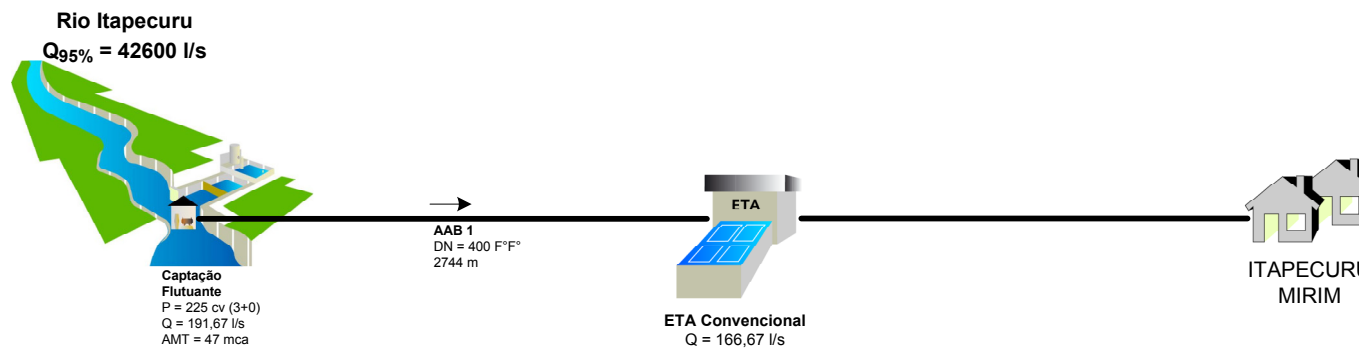 Rio Itapecuru
Q95% = 42600 l/s
Captação
Flutuante
P = 225 cv (3+0)
Q = 191,67 l/s
AMT = 47 mca
AAB 1
DN = 400 F°F°
2744 m
ETA
ETA Convencional
Q = 166,67 l/s
ITAPECURU
MIRIM